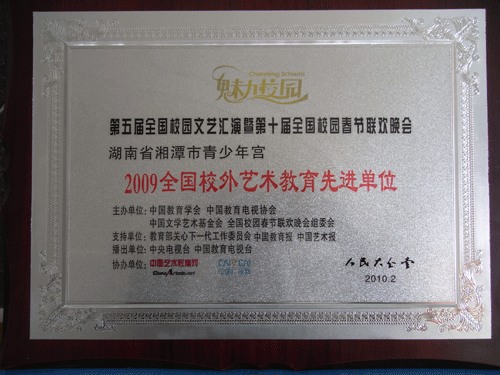 Charming Schools
魅力校园
第五届全国校园文艺汇演暨第十届全国校园春节联欢晚会
湖南省湘潭市青少年宫
2009全国校外艺术教育先进单位
主办单位:中国教育学会 中国教育电视协会
中国文学艺术基金会 全国校园春节联欢晚会组委会
支持单位:教育部关心下一代工作委员会 中国教育报 中国艺术报
播出单位:中央电视台 中国教育电视台
协办单位:
人民大会堂
2010.2